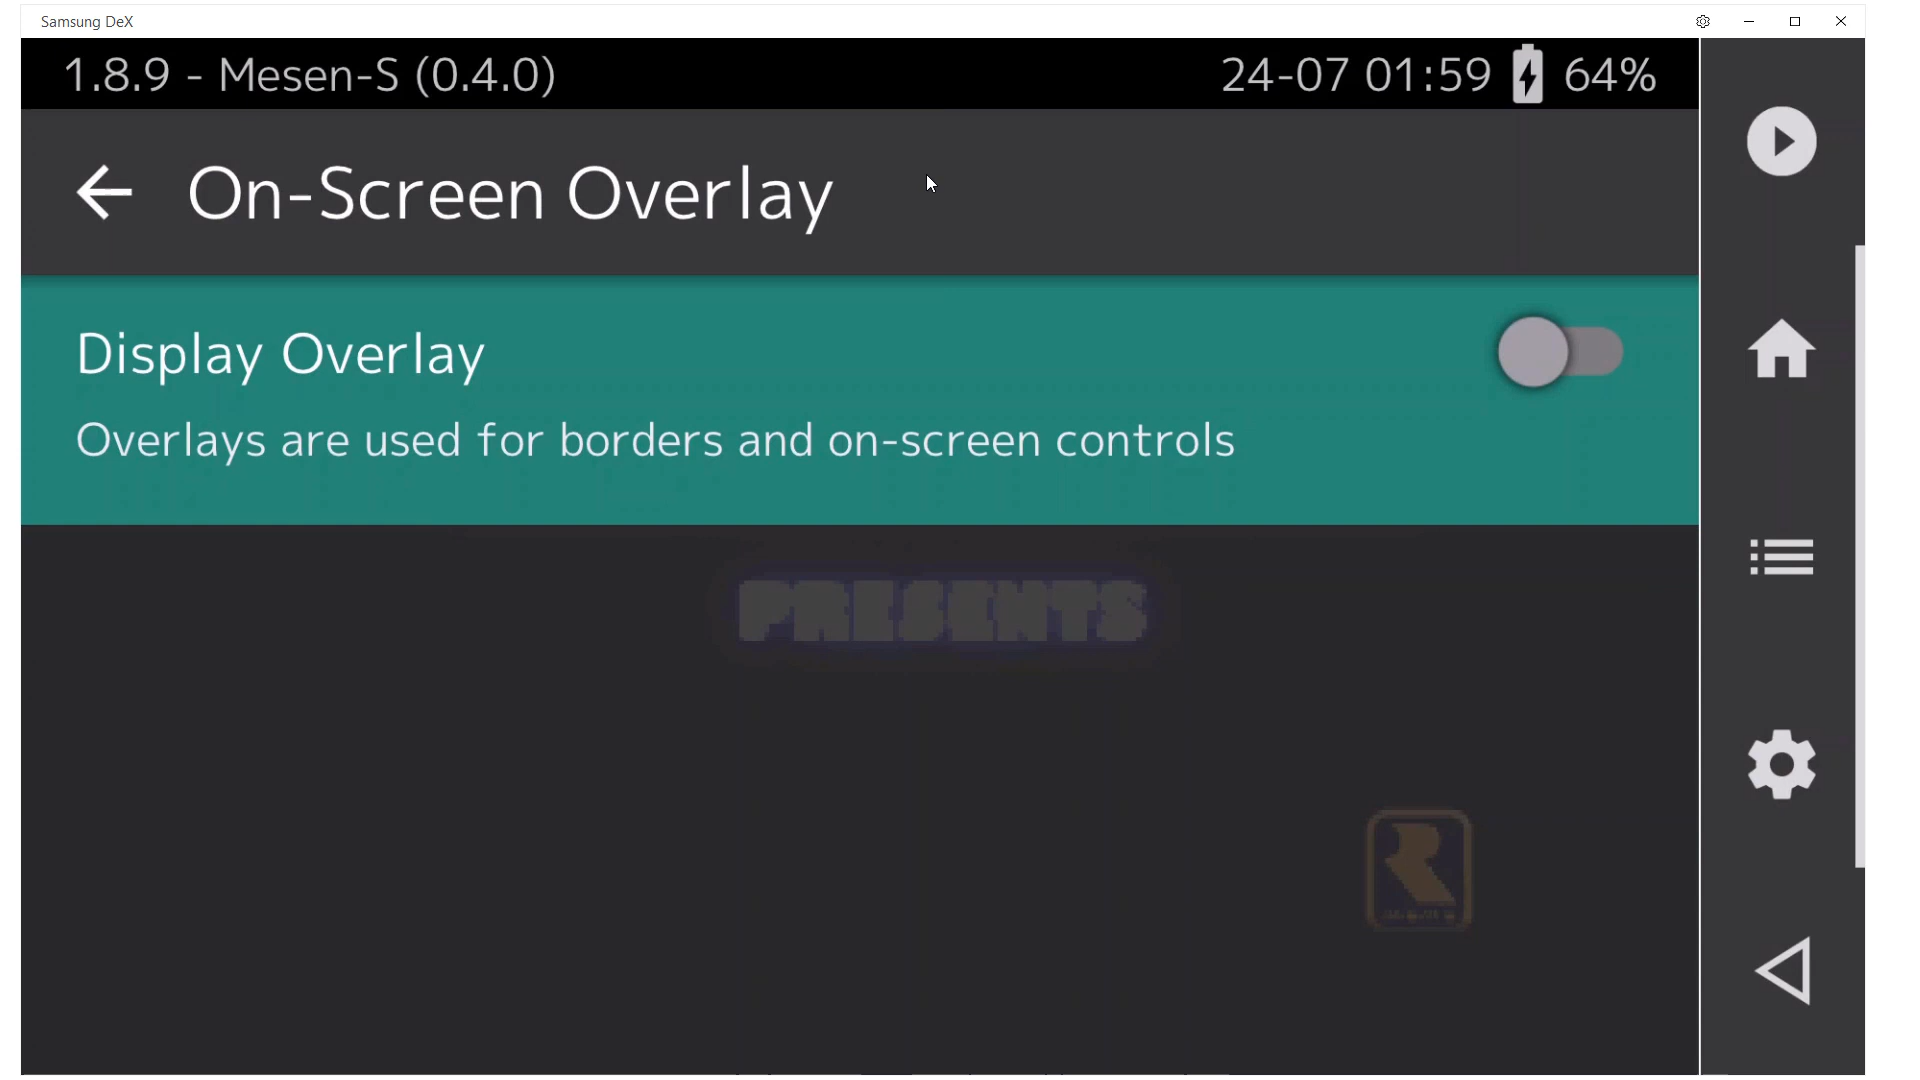 Samsung DeX
1.8.9 - Mesen-S (0.4.0)
24-07 01:59 64%
On-Screen Overlay
Display Overlay
Overlays are used for borders and on-screen controls
PRESENTS
R